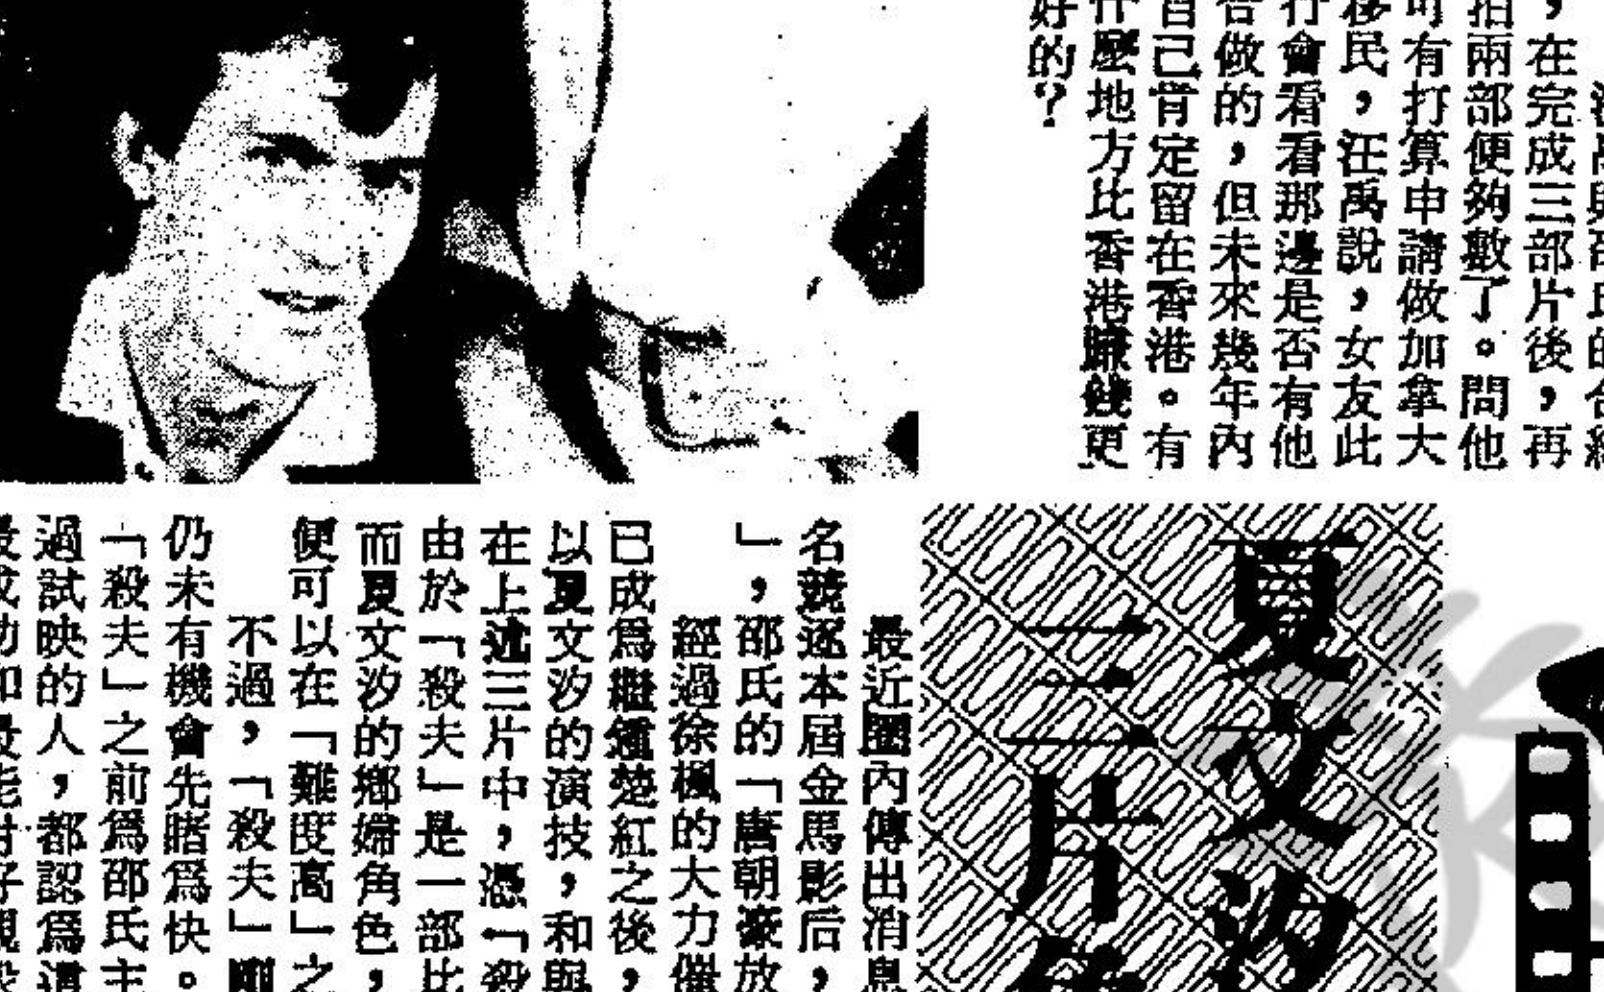 ，在完成三部片後，再
拍兩部便夠數了。問他
可有打算申請做加拿大
移民，汪禹說，女友此
行會看看那邊是否有他
合做的，但未來幾年內
自己肯定留在香港。有
什麼地方比香港賺錢更
好的？
夏文汐
三片
最近圈內傳出消息
名競逐本屆金馬影后，
」，邵氏的「唐朝豪放
經過徐楓的大力催
已成爲繼鍾楚紅之後，
以夏文汐的演技，和與
在上述三片中，憑「殺
由於「殺夫」是一部比
而夏文汐的鄉婦角色，
便可以在「難度高」之
不過，「殺夫」剛
仍未有機會先睹爲快。
「殺夫」之前爲邵氏主
過試映的人，都認爲這